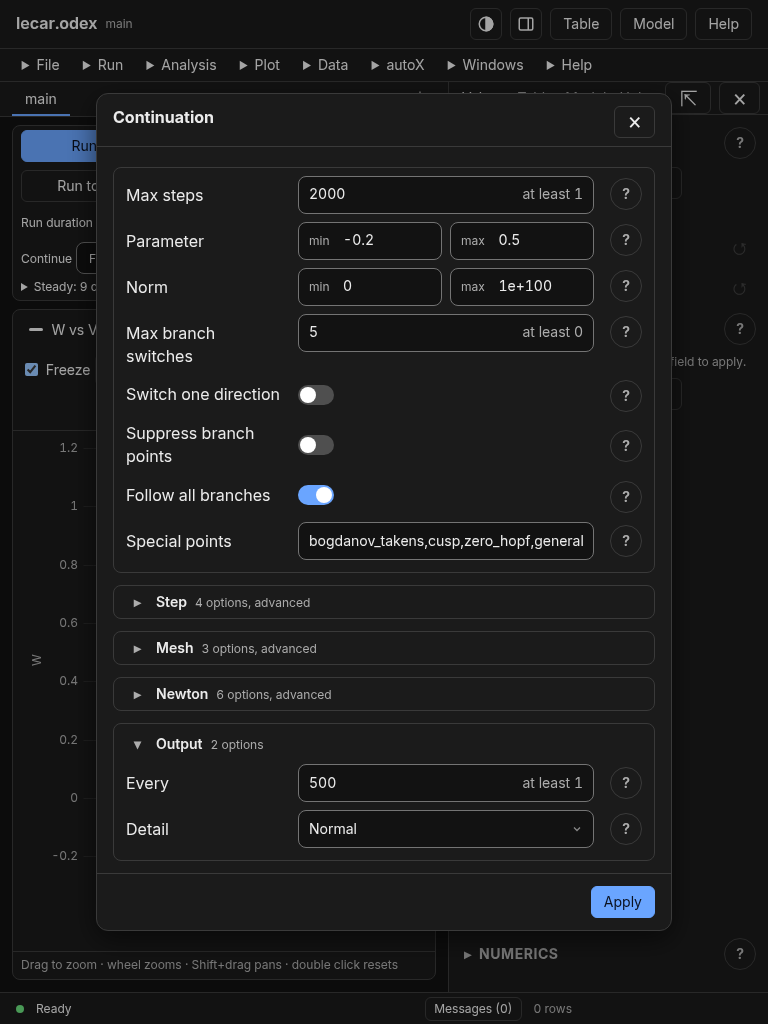 lecar.odex main
Table Model Help
File Run Analysis Plot Data autoX Windows Help
main
Continuation
Run
Run to
Run duration
Continue F
Steady: 9
W vs V
Freeze
field to apply.
Max steps 2000 at least 1 ?
Parameter min -0.2 max 0.5 ?
Norm min 0 max 1e+100 ?
Max branch
switches
5 at least 0 ?
Switch one direction ?
Suppress branch
points
?
Follow all branches ?
Special points bogdanov_takens,cusp,zero_hopf,general ?
Step 4 options, advanced
Mesh 3 options, advanced
Newton 6 options, advanced
Output 2 options
Every 500 at least 1 ?
Detail Normal ?
Apply
1.2
1
0.8
0.6
W
0.4
0.2
0
-0.2
?
?
NUMERICS ?
Drag to zoom · wheel zooms · Shift+drag pans · double click resets
Ready Messages (0) 0 rows